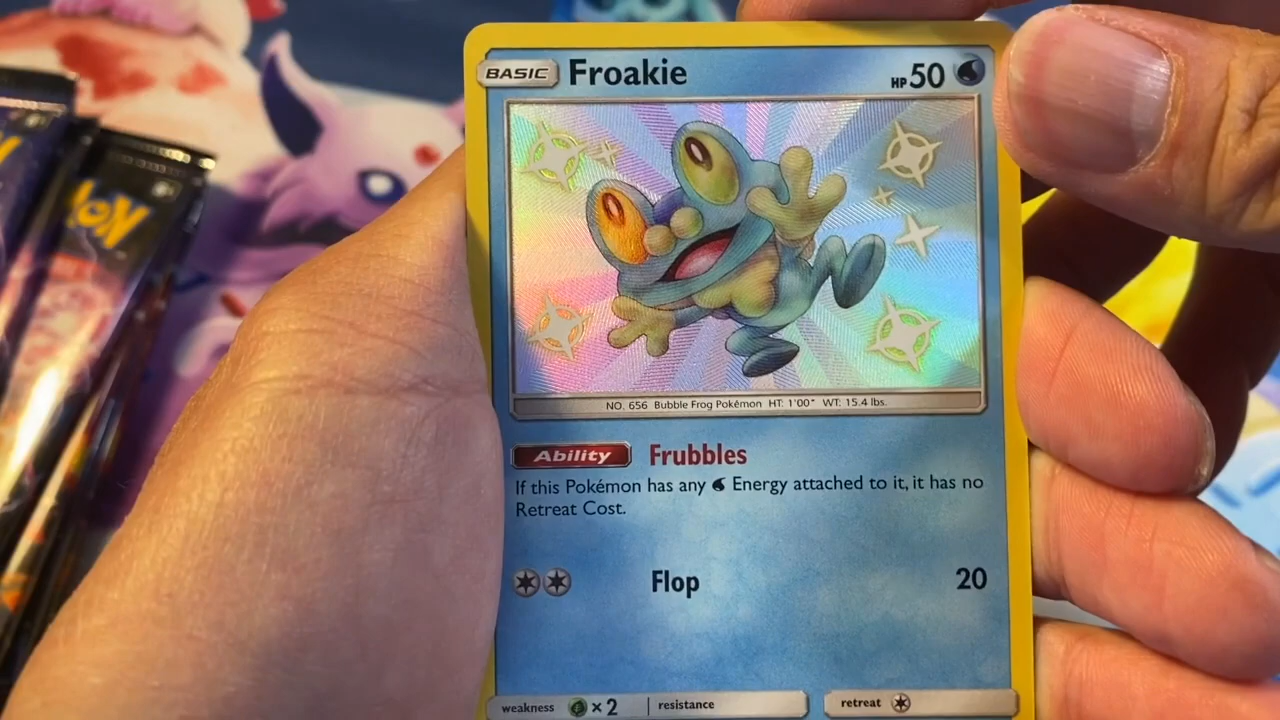 BASIC Froakie HP 50
NO. 656 Bubble Frog Pokémon HT: 1'00" WT: 15.4 lbs.
Ability Frubbles
If this Pokémon has any Energy attached to it, it has no
Retreat Cost.
Flop 20
weakness ×2 resistance retreat